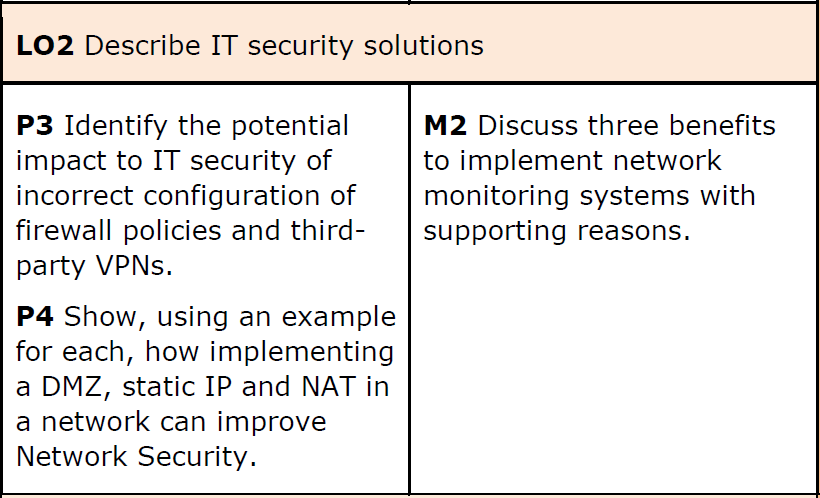 LO2 Describe IT security solutions
P3 Identify the potential
impact to IT security of
incorrect configuration of
firewall policies and third-
party VPNs.
P4 Show, using an example
for each, how implementing
a DMZ, static IP and NAT in
a network can improve
Network Security.
M2 Discuss three benefits
to implement network
monitoring systems with
supporting reasons.